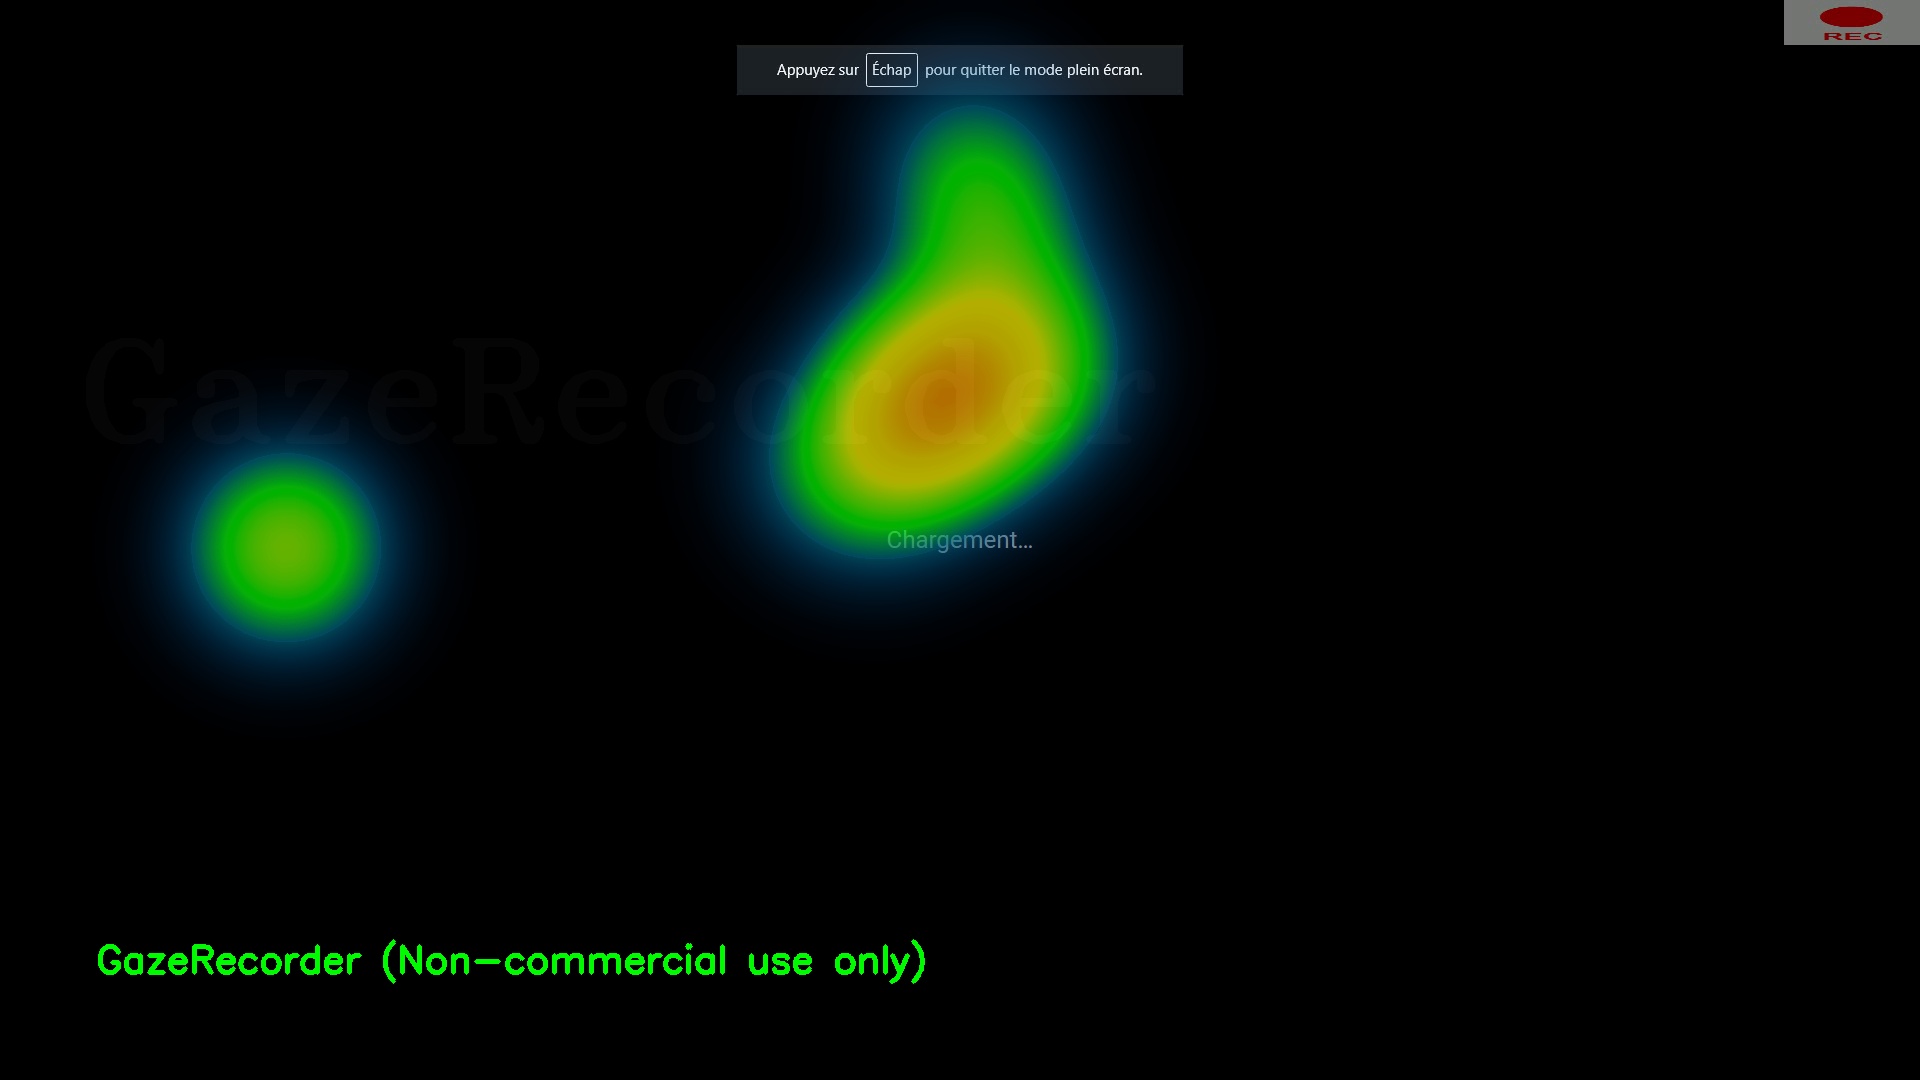 REC
Appuyez sur Échap pour quitter le mode plein écran.
GazeRecorder
Chargement...
GazeRecorder (Non-commercial use only)